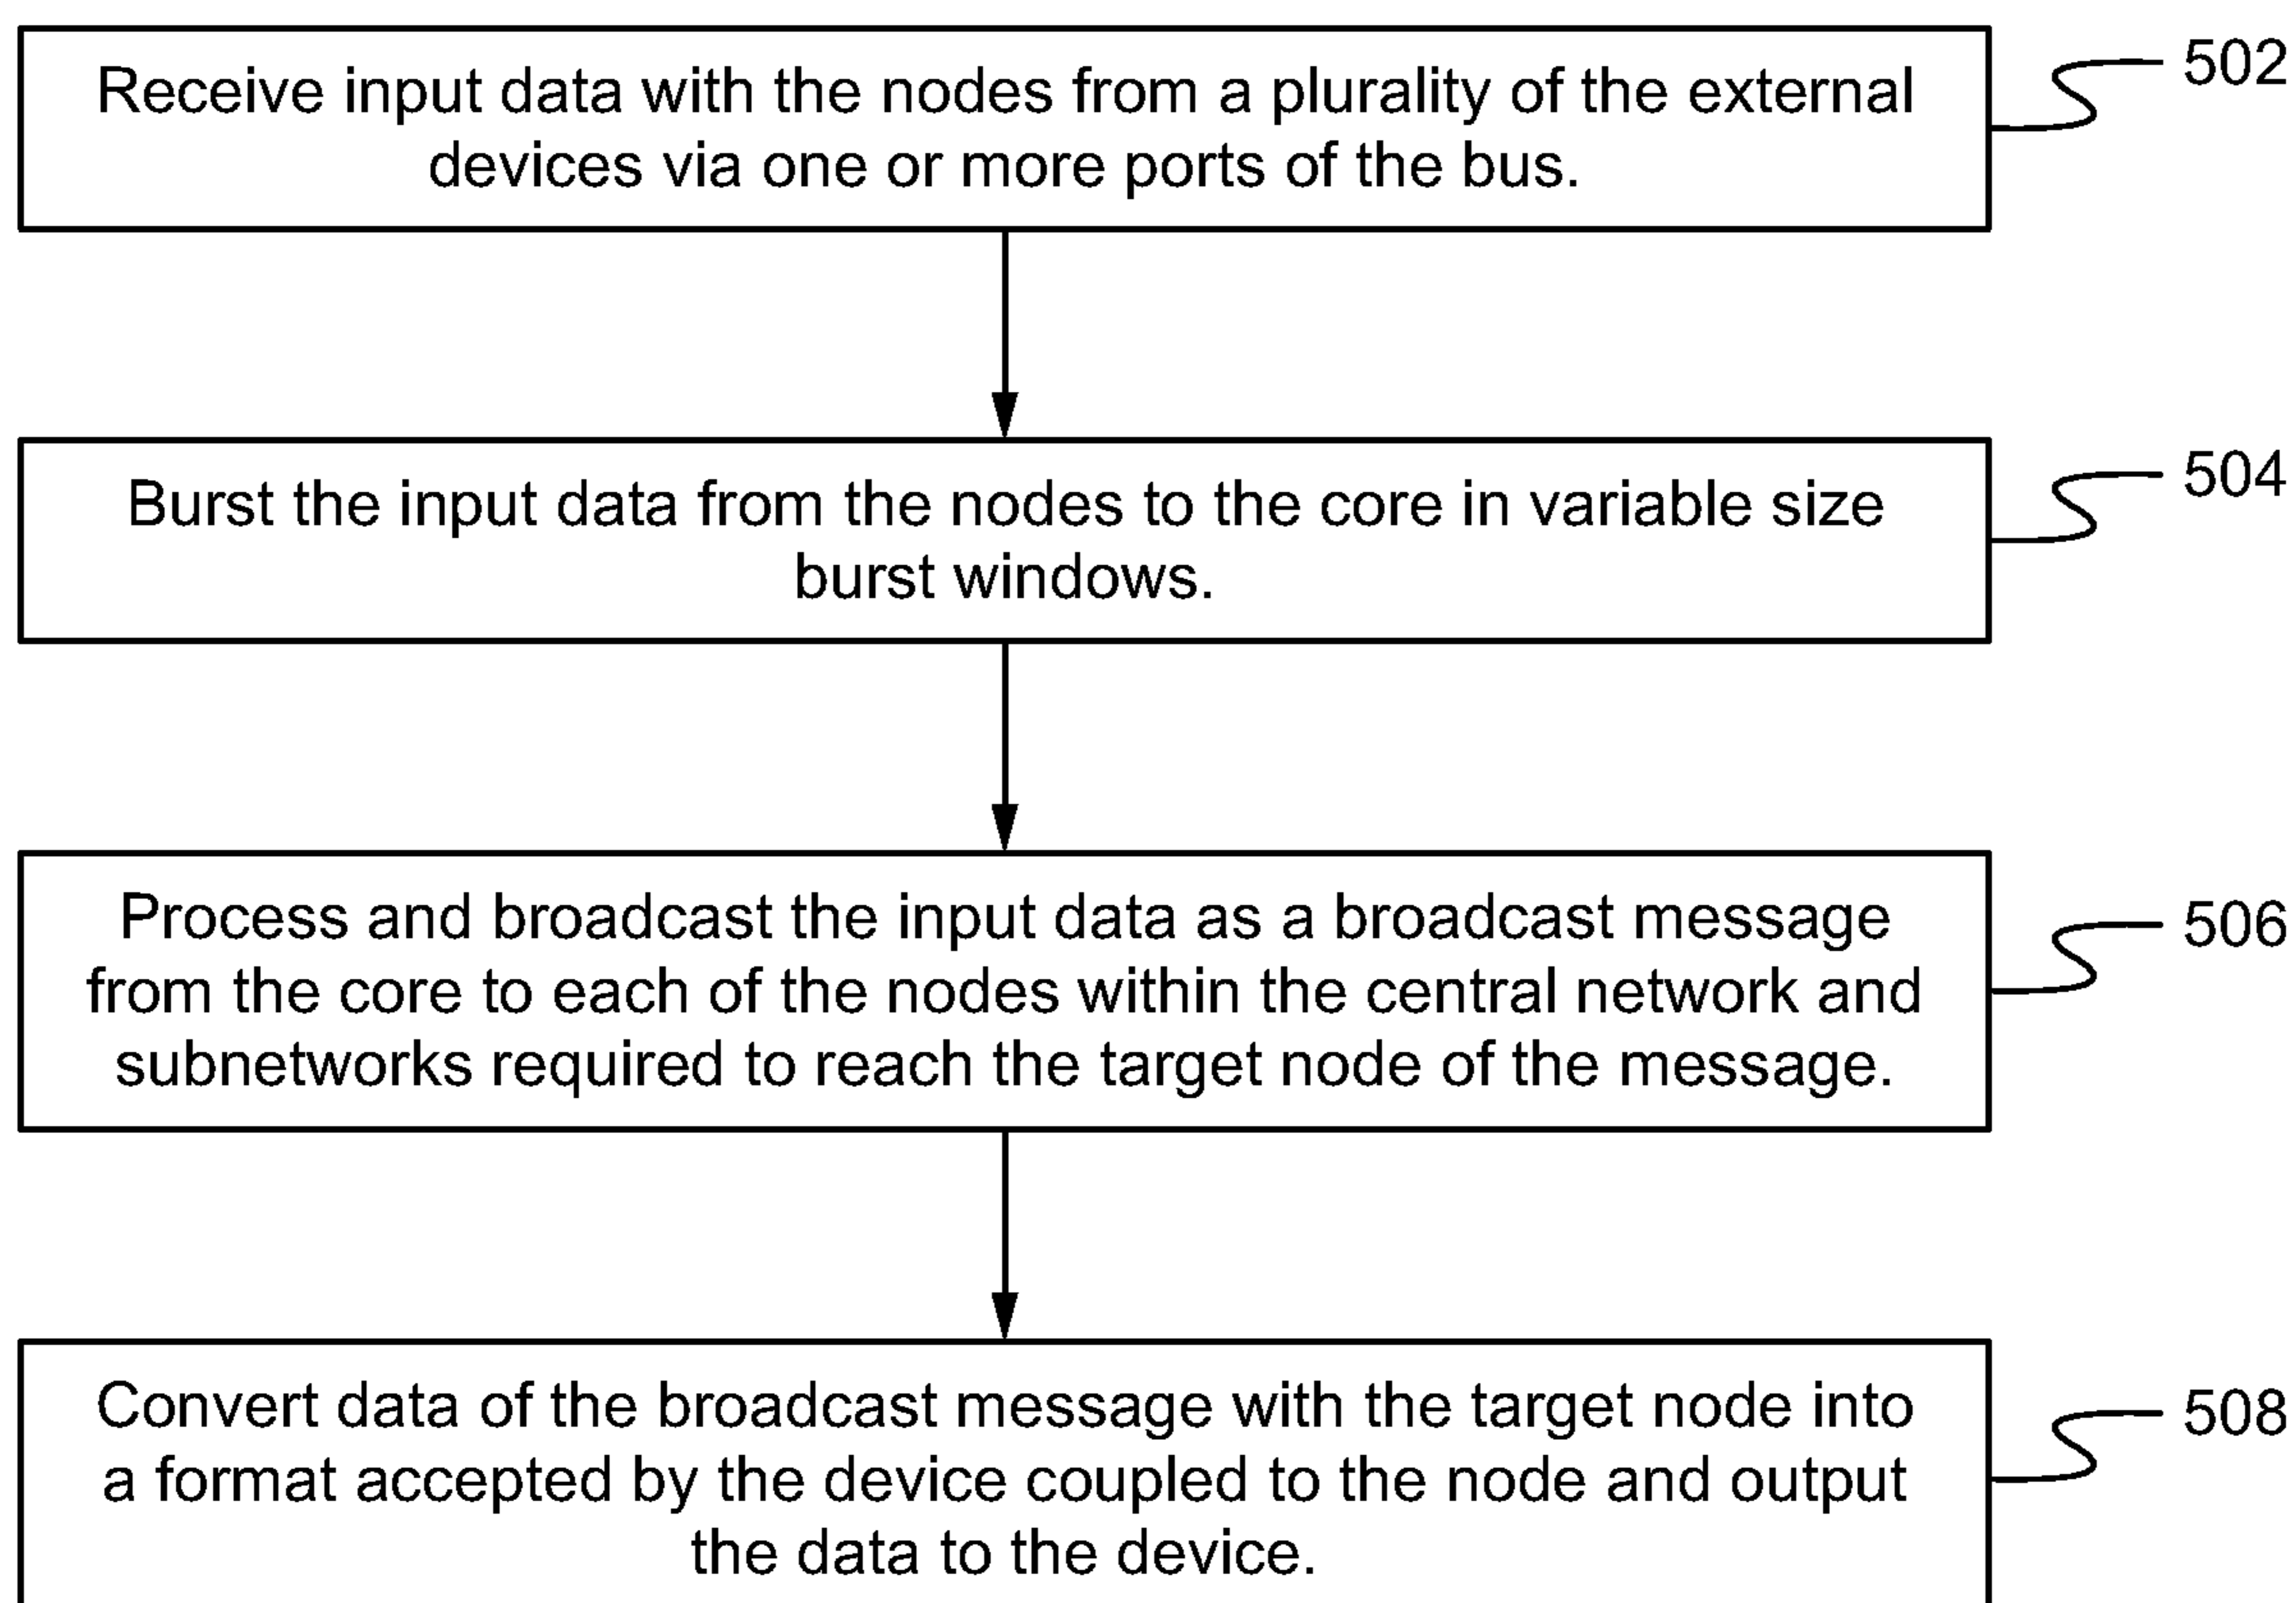 Receive input data with the nodes from a plurality of the external
devices via one or more ports of the bus.
502
Burst the input data from the nodes to the core in variable size
burst windows.
504
Process and broadcast the input data as a broadcast message
from the core to each of the nodes within the central network and
subnetworks required to reach the target node of the message.
506
Convert data of the broadcast message with the target node into
a format accepted by the device coupled to the node and output
the data to the device.
508